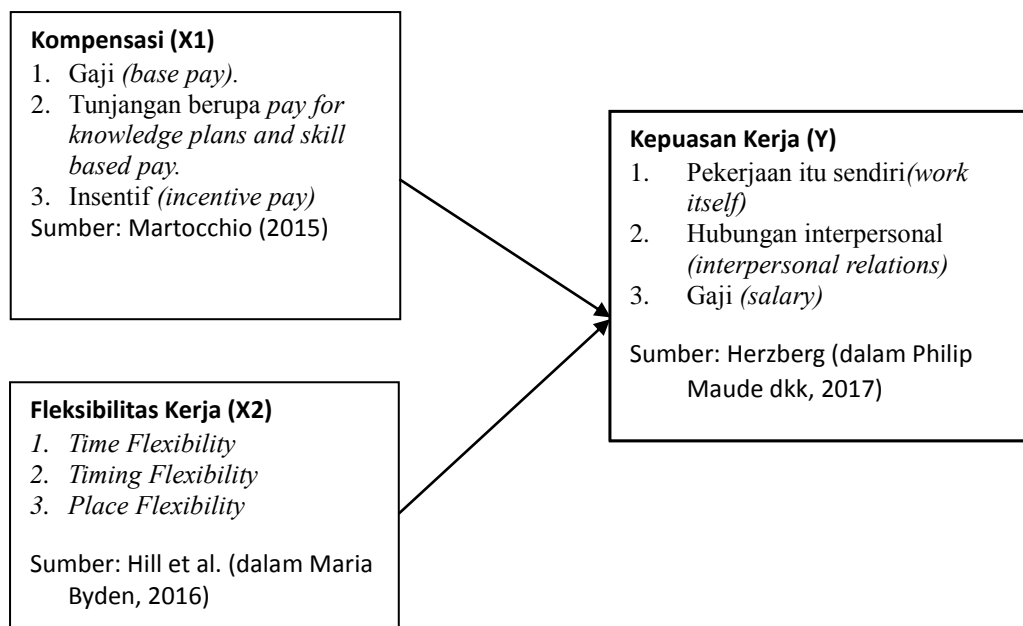 Kompensasi (X1)
1. Gaji (base pay).
2. Tunjangan berupa pay for
knowledge plans and skill
based pay.
3. Insentif (incentive pay)
Sumber: Martocchio (2015)
Kepuasan Kerja (Y)
1. Pekerjaan itu sendiri(work
itself)
2. Hubungan interpersonal
(interpersonal relations)
3. Gaji (salary)
Sumber: Herzberg (dalam Philip
Maude dkk, 2017)
Fleksibilitas Kerja (X2)
1. Time Flexibility
2. Timing Flexibility
3. Place Flexibility
Sumber: Hill et al. (dalam Maria
Byden, 2016)